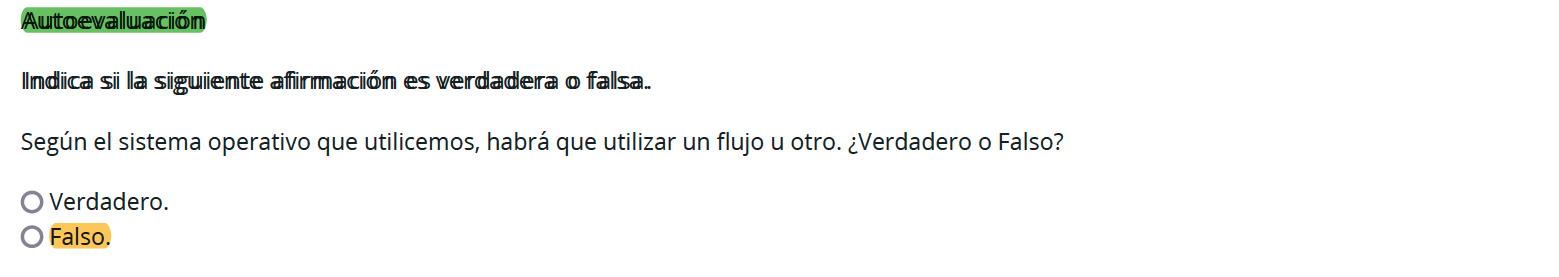 Autoevaluación
Indica si la siguiente afirmación es verdadera o falsa.
Según el sistema operativo que utilicemos, habrá que utilizar un flujo u otro. ¿Verdadero o Falso?
Verdadero.
Falso.